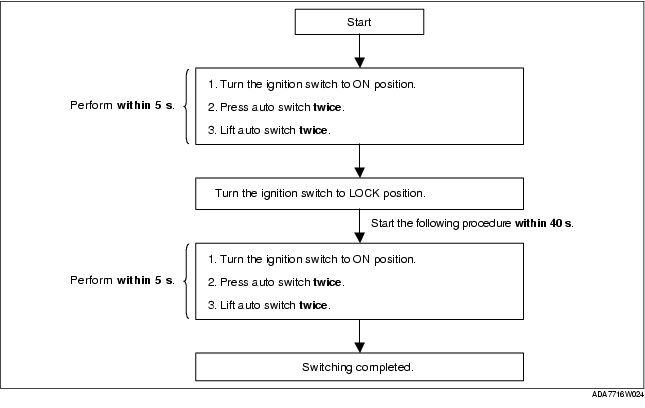 Start
1. Turn the ignition switch to ON position.
Perform within 5 s.
2. Press auto switch twice.
3. Lift auto switch twice.
Turn the ignition switch to LOCK position.
Start the following procedure within 40 s.
1. Turn the ignition switch to ON position.
Perform within 5 s.
2. Press auto switch twice.
3. Lift auto switch twice.
Switching completed.
ADA7716W024